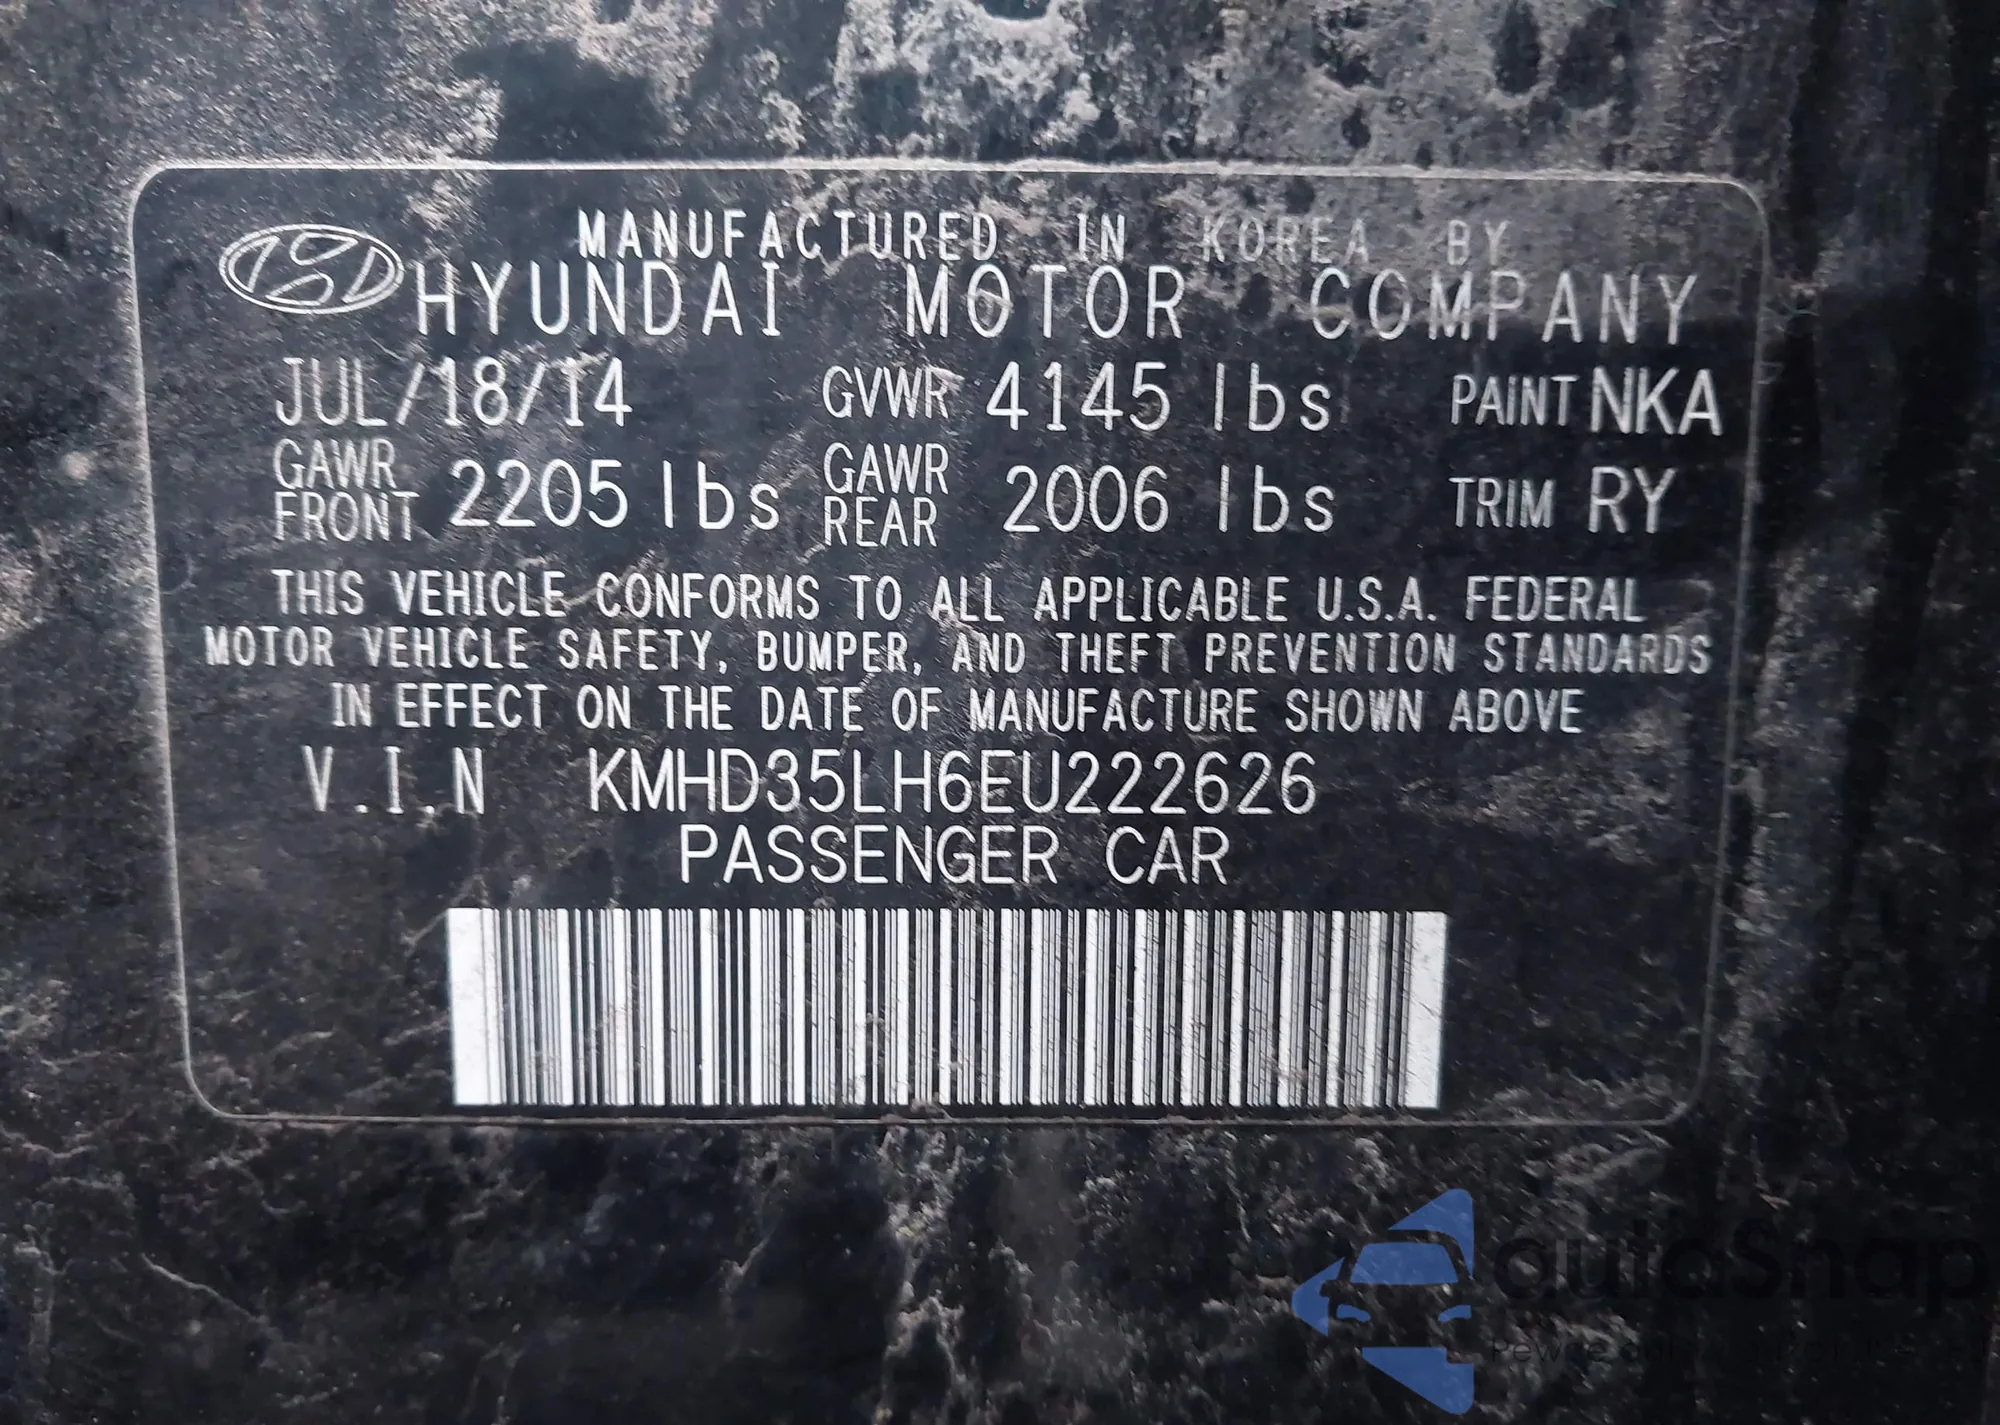 MANUFACTURED IN KOREA BY
HYUNDAI MOTOR COMPANY
JUL/18/14 GVWR 4145 lbs PAINT NKA
GAWR FRONT 2205 lbs GAWR REAR 2006 lbs TRIM RY
THIS VEHICLE CONFORMS TO ALL APPLICABLE U.S.A. FEDERAL
MOTOR VEHICLE SAFETY, BUMPER, AND THEFT PREVENTION STANDARDS
IN EFFECT ON THE DATE OF MANUFACTURE SHOWN ABOVE
V.I.N KMHD35LH6EU222626
PASSENGER CAR
autoSnap